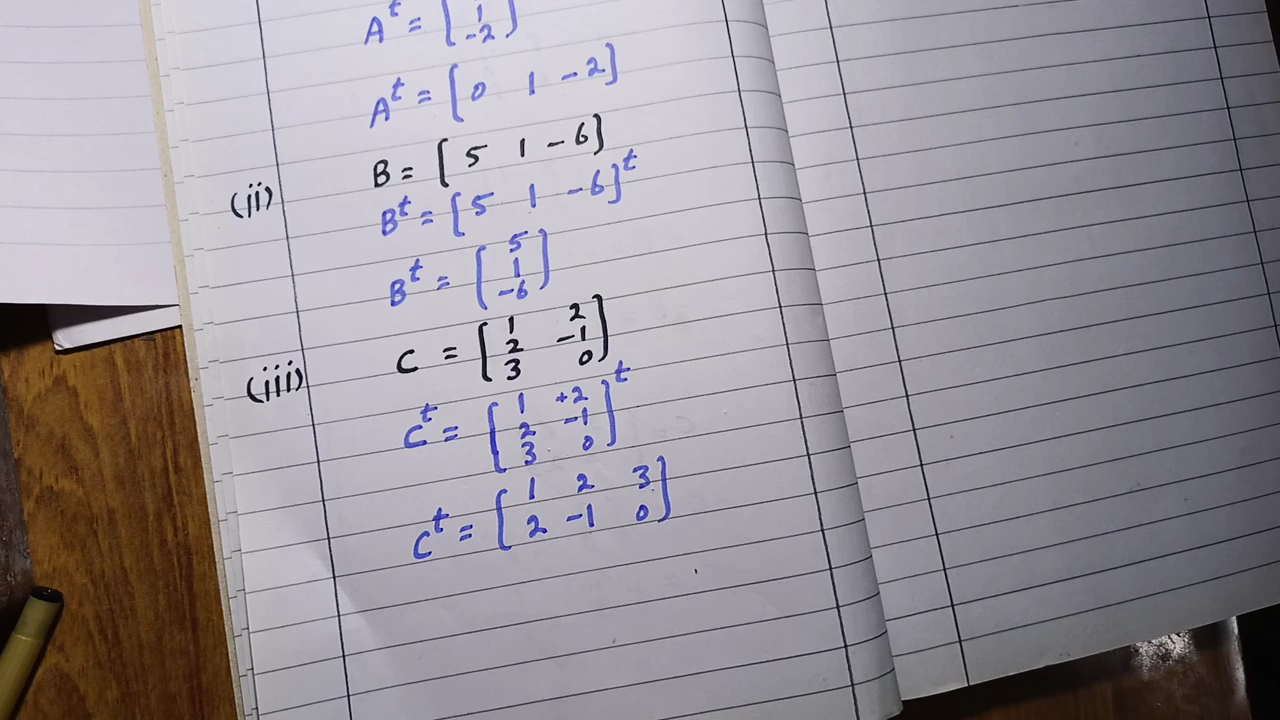 A^t = [ 1
-2 ]
A^t = [ 0 1 -2 ]
(ii) B = [ 5 1 -6 ]
B^t = [ 5 1 -6 ]^t
B^t = [ 5
1
-6 ]
(iii) C = [ 1 2
2 -1
3 0 ]
C^t = [ 1 +2
2 -1
3 0 ]^t
C^t = [ 1 2 3
2 -1 0 ]